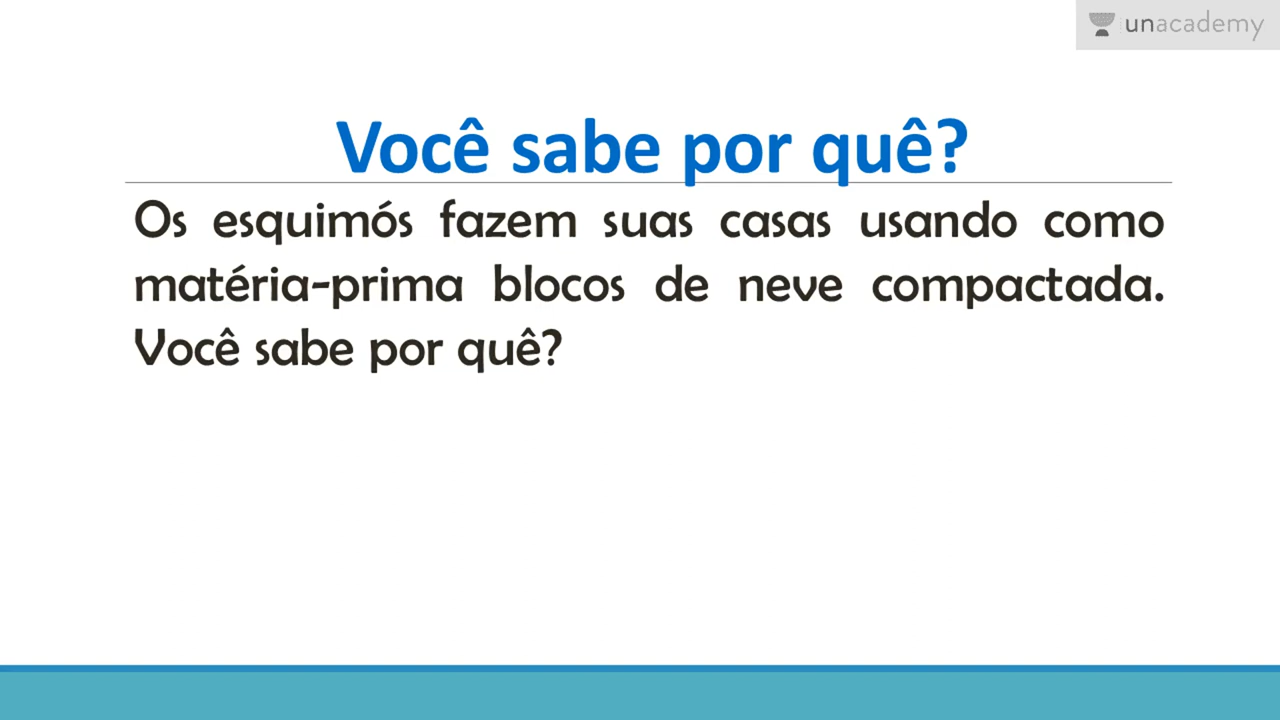 unacademy
Você sabe por quê?
Os esquimós fazem suas casas usando como
matéria-prima blocos de neve compactada.
Você sabe por quê?